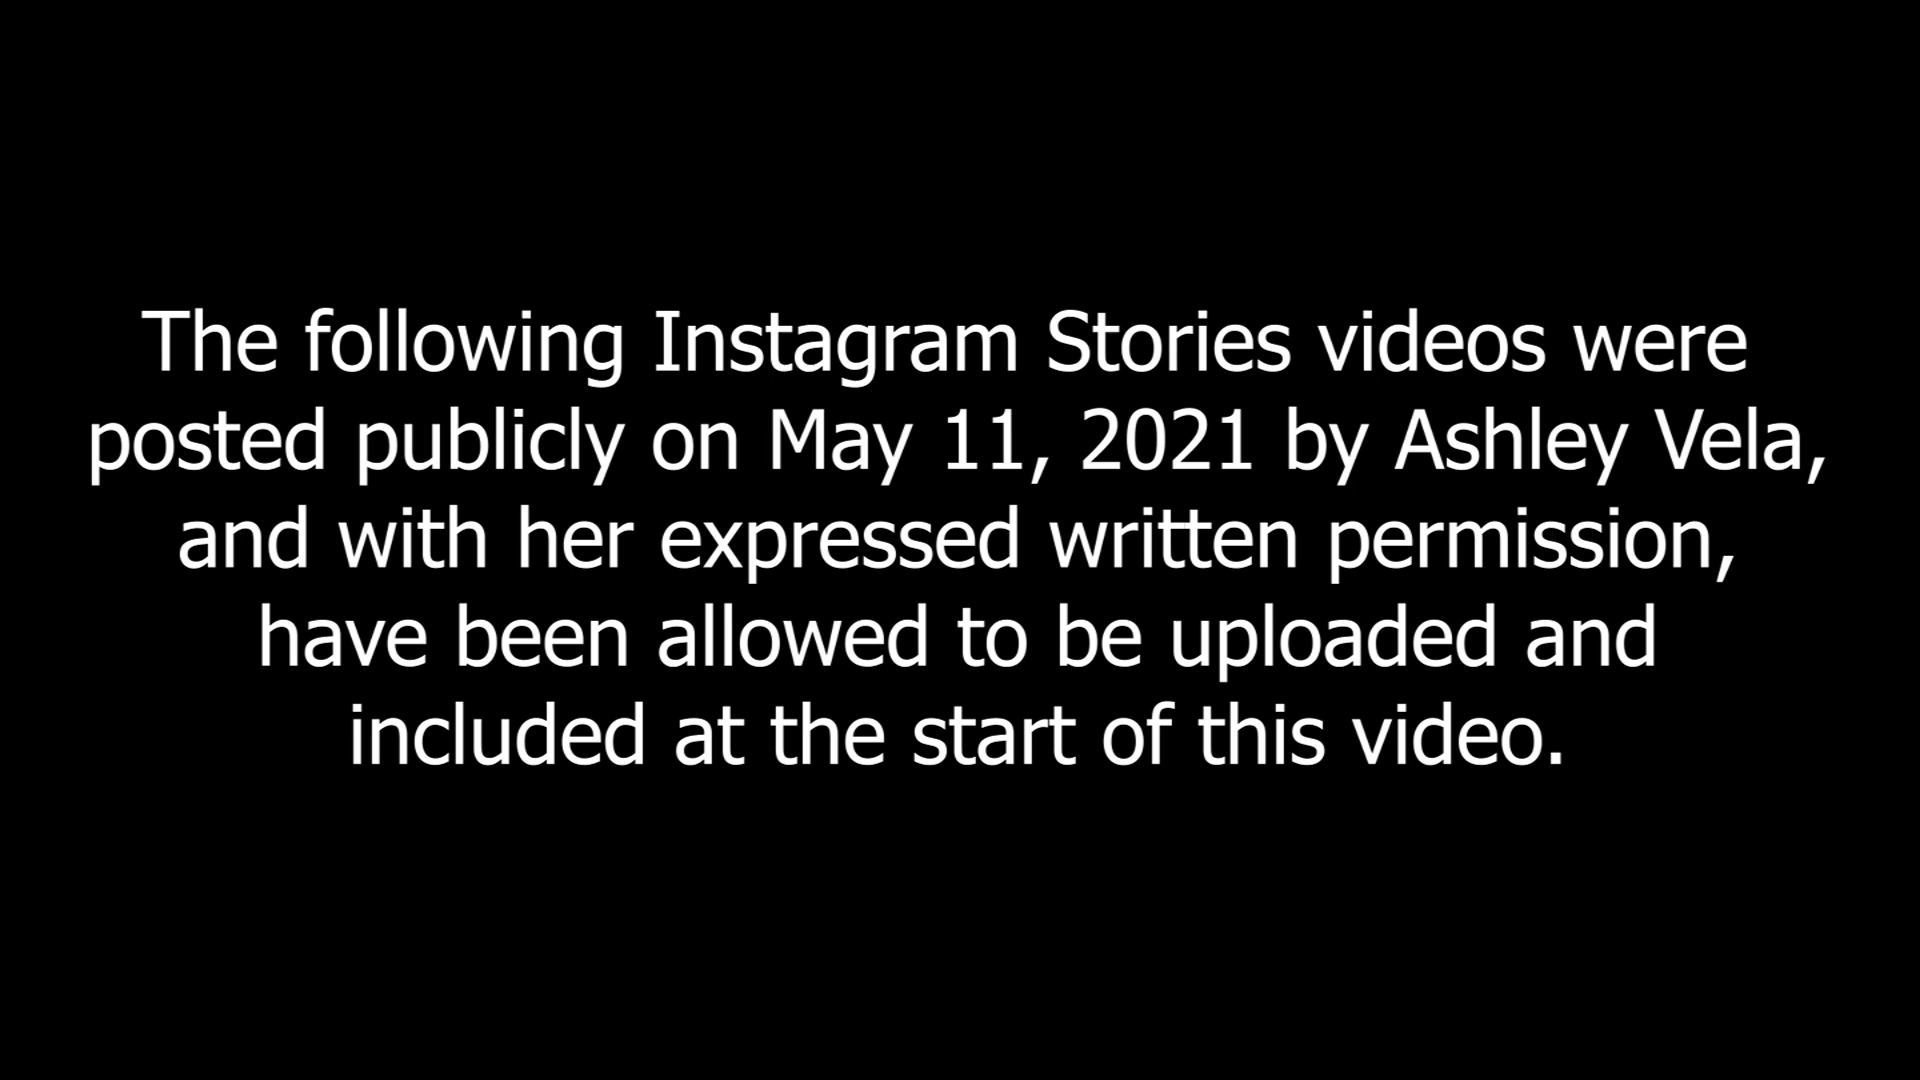 The following Instagram Stories videos were
posted publicly on May 11, 2021 by Ashley Vela,
and with her expressed written permission,
have been allowed to be uploaded and
included at the start of this video.